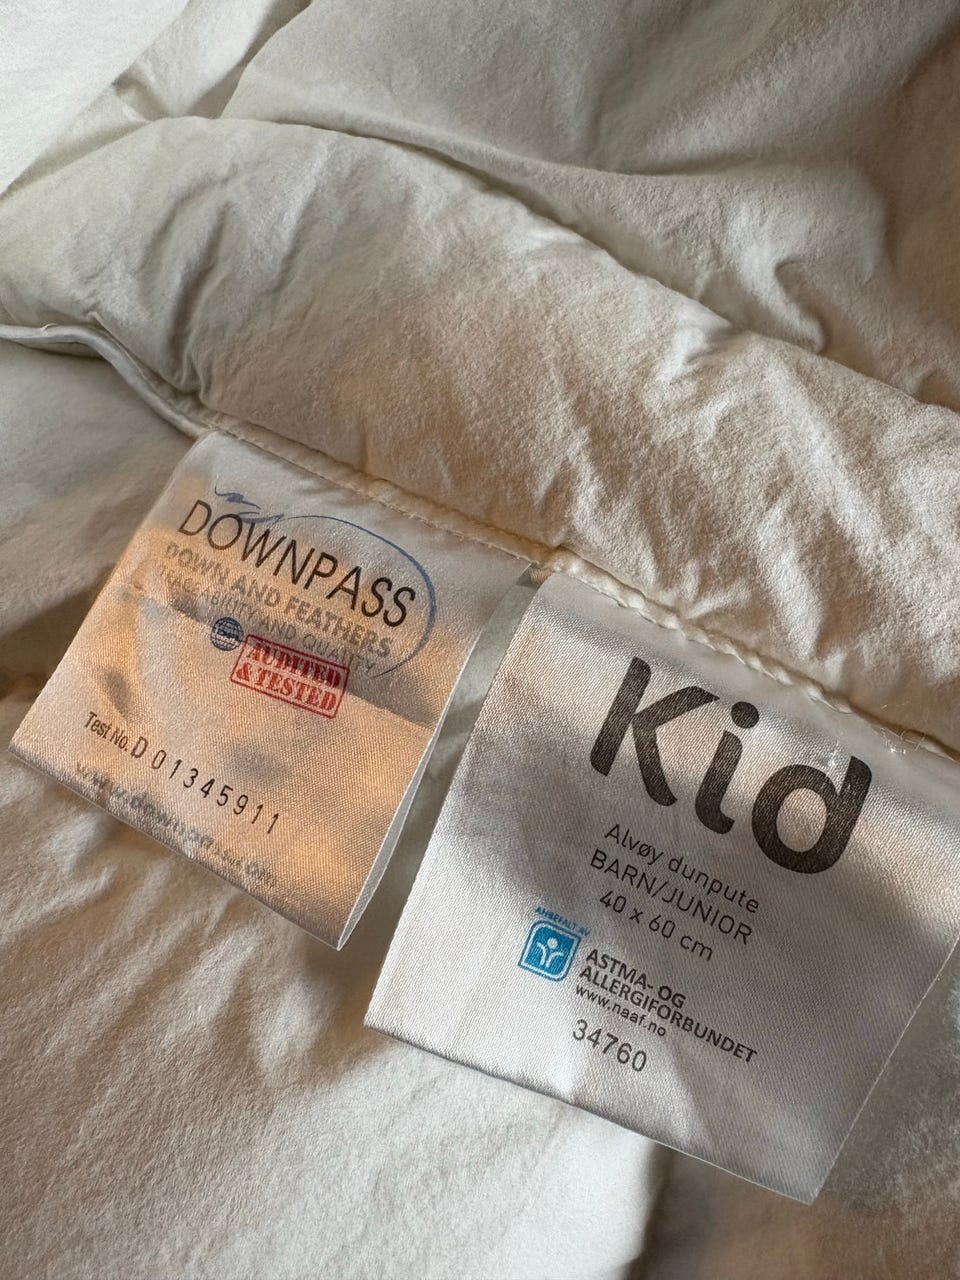 DOWNPASS
DOWN AND FEATHERS
TRACEABILITY AND QUALITY
AUDITED
& TESTED
Test No. D 01345911
Kid
Alvøy dunpute
BARN/JUNIOR
40 x 60 cm
ANBEFALT AV
ASTMA- OG
ALLERGIFORBUNDET
www.naaf.no
34760